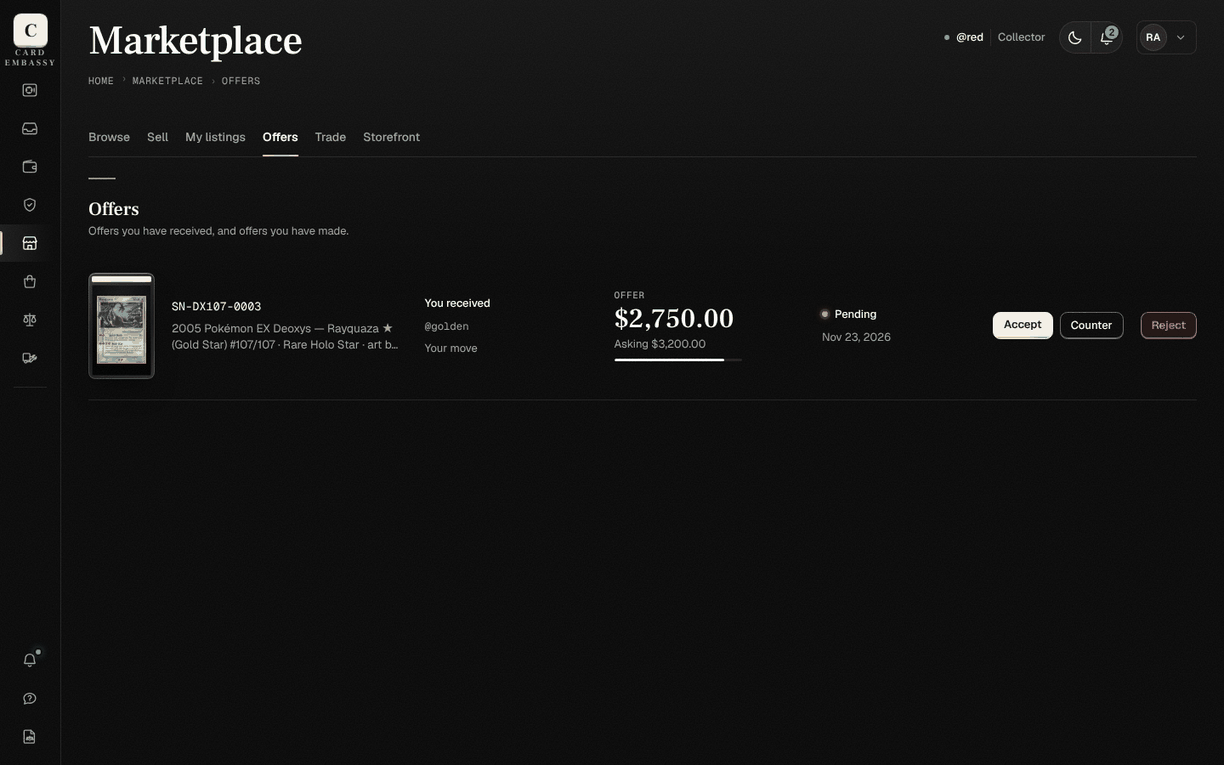 C
CARD
EMBASSY
Marketplace
@red
Collector
2
RA
HOME › MARKETPLACE › OFFERS
Browse
Sell
My listings
Offers
Trade
Storefront
Offers
Offers you have received, and offers you have made.
SN-DX107-0003
2005 Pokémon EX Deoxys — Rayquaza ★
(Gold Star) #107/107 · Rare Holo Star · art b…
You received
@golden
Your move
OFFER
$2,750.00
Asking $3,200.00
Pending
Nov 23, 2026
Accept
Counter
Reject